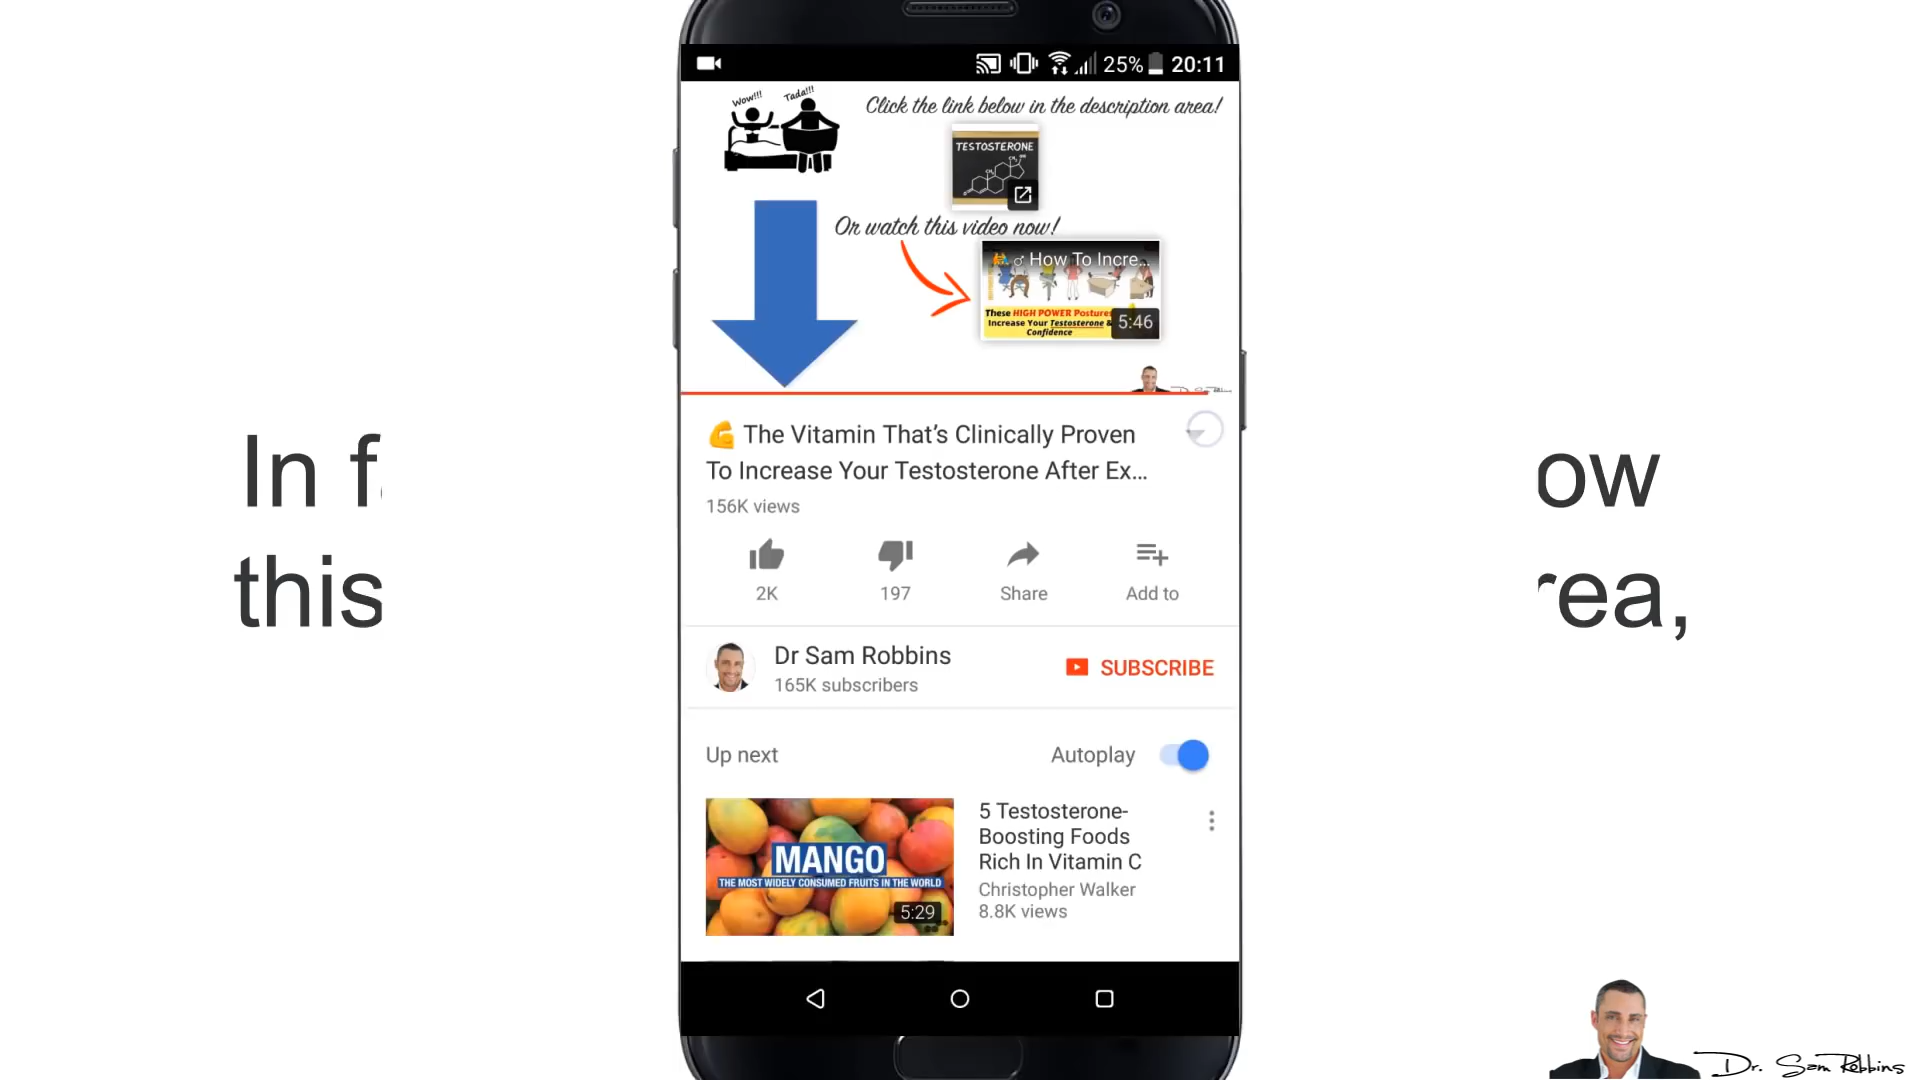 25% 20:11
Wow!!! Tada!!!
Click the link below in the description area!
TESTOSTERONE
Or watch this video now!
How To Incre...
These HIGH POWER Postures
Increase Your Testosterone &
Confidence
5:46
💪 The Vitamin That’s Clinically Proven
To Increase Your Testosterone After Ex...
156K views
In
ow
this
rea,
2K 197 Share Add to
Dr Sam Robbins
165K subscribers
SUBSCRIBE
Up next Autoplay
MANGO
THE MOST WIDELY CONSUMED FRUITS IN THE WORLD
5:29
5 Testosterone-
Boosting Foods
Rich In Vitamin C
Christopher Walker
8.8K views
Dr. Sam Robbins